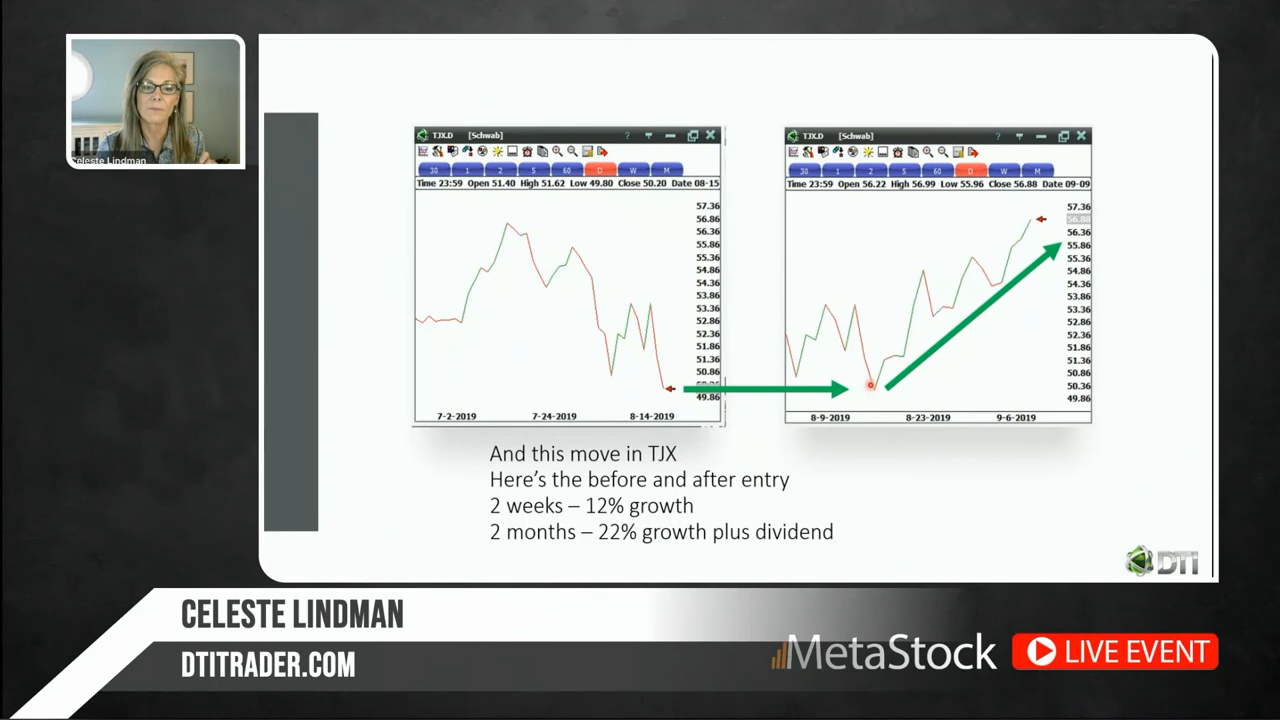 Celeste Lindman
TJX.D [Schwab]
30 1 2 5 60 D W M
Time 23:59 Open 51.40 High 51.62 Low 49.80 Close 50.20 Date 08-15
57.36
56.86
56.36
55.86
55.36
54.86
54.36
53.86
53.36
52.86
52.36
51.86
51.36
50.86
49.86
7-2-2019 7-24-2019 8-14-2019
TJX.D [Schwab]
30 1 2 5 60 D W M
Time 23:59 Open 56.22 High 56.99 Low 55.96 Close 56.88 Date 09-09
57.36
56.88
56.36
55.86
55.36
54.86
54.36
53.86
53.36
52.86
52.36
51.86
51.36
50.86
50.36
49.86
8-9-2019 8-23-2019 9-6-2019
And this move in TJX
Here's the before and after entry
2 weeks – 12% growth
2 months – 22% growth plus dividend
DTI
CELESTE LINDMAN
DTITRADER.COM
MetaStock
LIVE EVENT